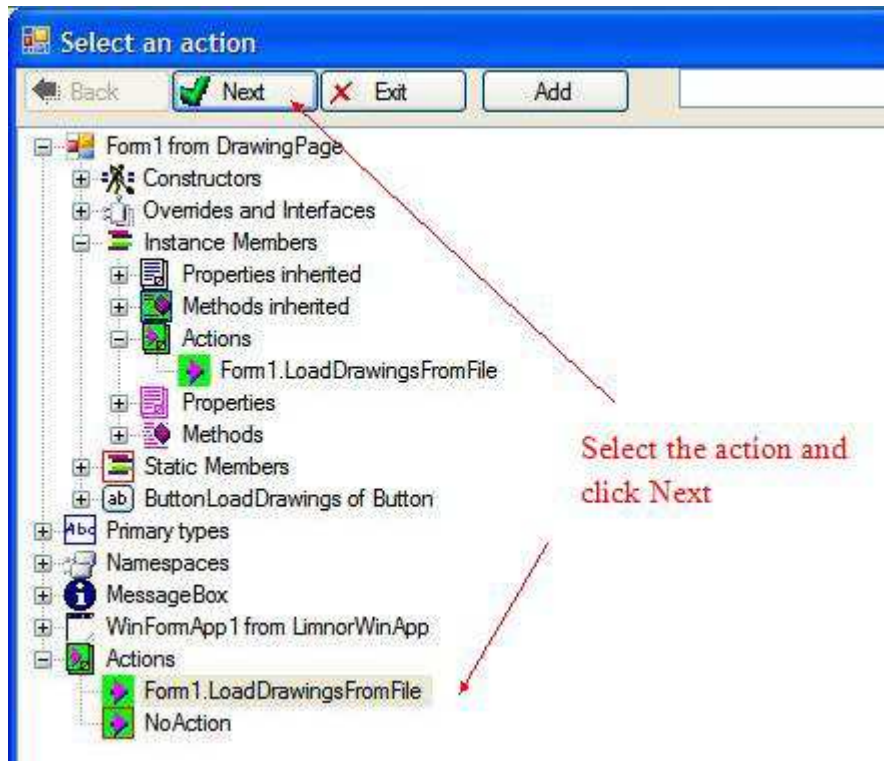 Select an action
Back Next Exit Add
Form1 from DrawingPage
Constructors
Overrides and Interfaces
Instance Members
Properties inherited
Methods inherited
Actions
Form1.LoadDrawingsFromFile
Properties
Methods
Static Members
ab ButtonLoadDrawings of Button
Abc Primary types
Namespaces
MessageBox
WinFormApp1 from LimnorWinApp
Actions
Form1.LoadDrawingsFromFile
NoAction
Select the action and
click Next